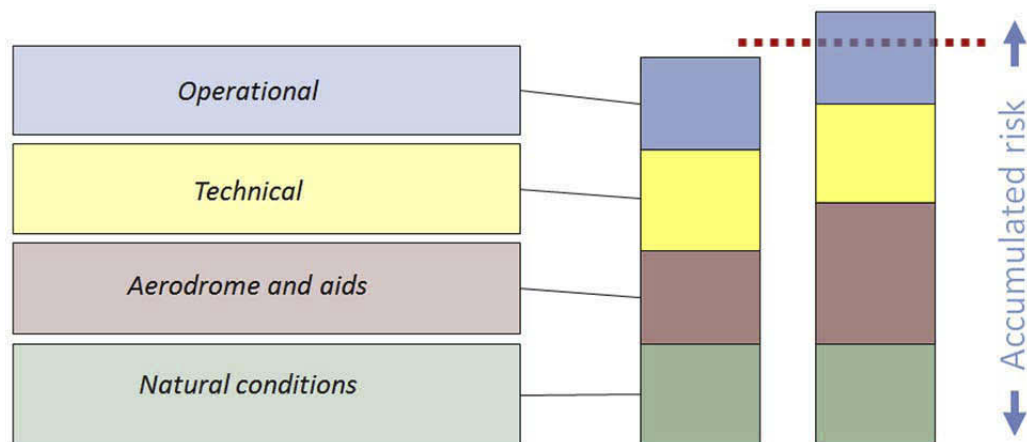 Operational
Technical
Aerodrome and aids
Natural conditions
Accumulated risk